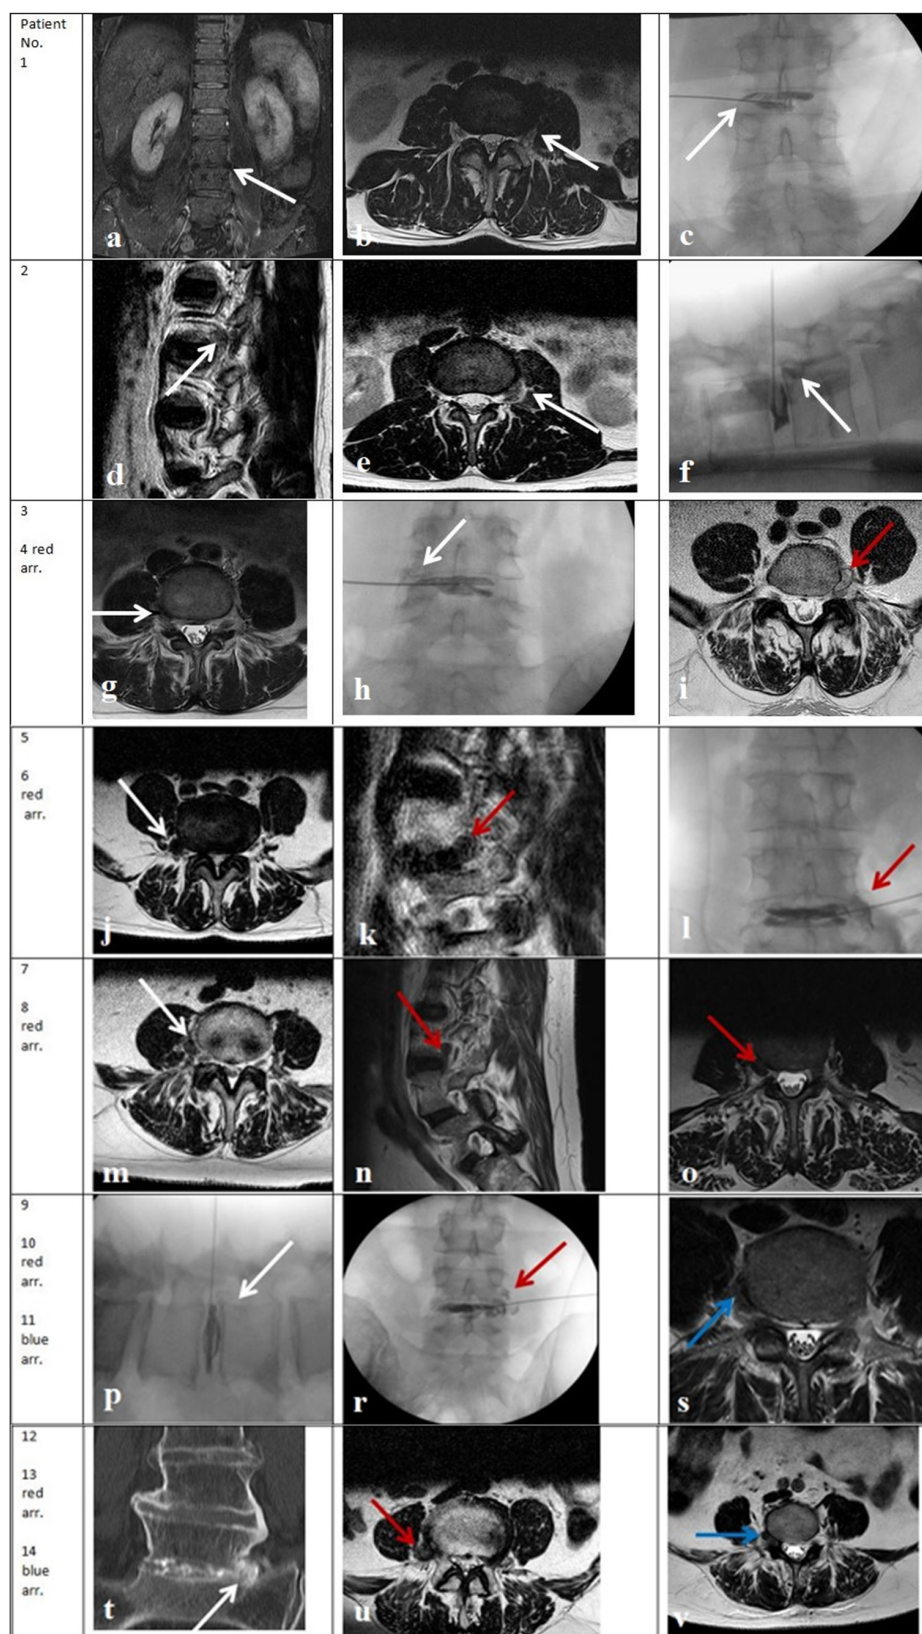 Patient
No.
1
a
b
c
2
d
e
f
3
4 red
arr.
g
h
i
5
6
red
arr.
j
k
l
7
8
red
arr.
m
n
o
9
10
red
arr.
11
blue
arr.
p
r
s
12
13
red
arr.
14
blue
arr.
t
u
v